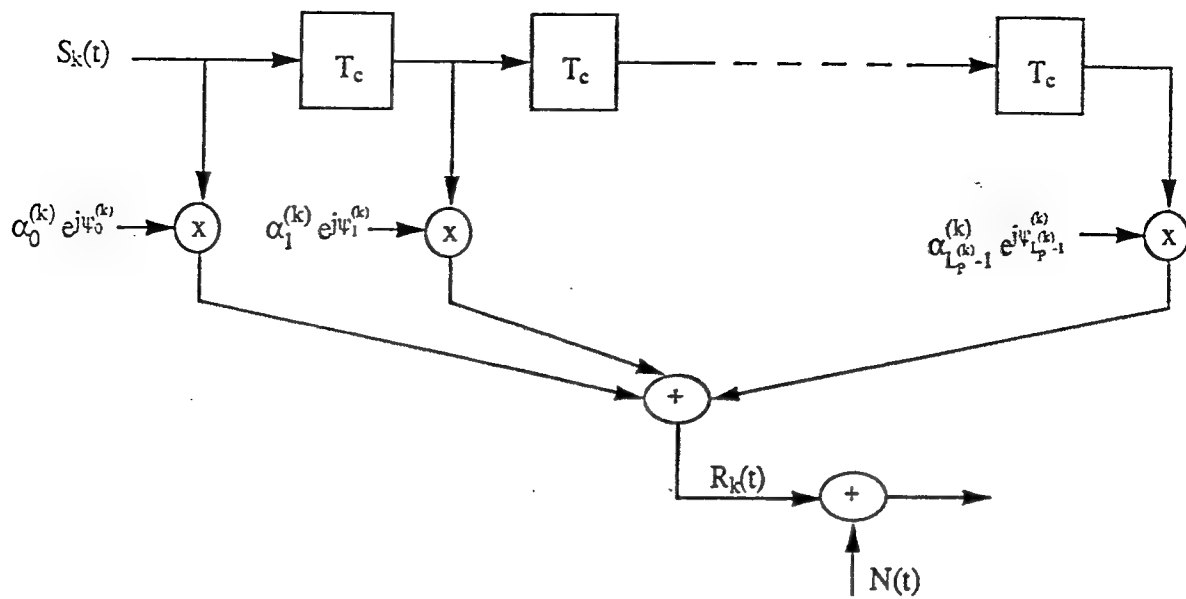 S_k(t)
T_c
T_c
T_c
α_0^(k) e^jψ_0^(k)
x
α_1^(k) e^jψ_1^(k)
x
α_{L_p^(k)-1}^(k) e^jψ_{L_p^(k)-1}^(k)
x
+
R_k(t)
+
N(t)